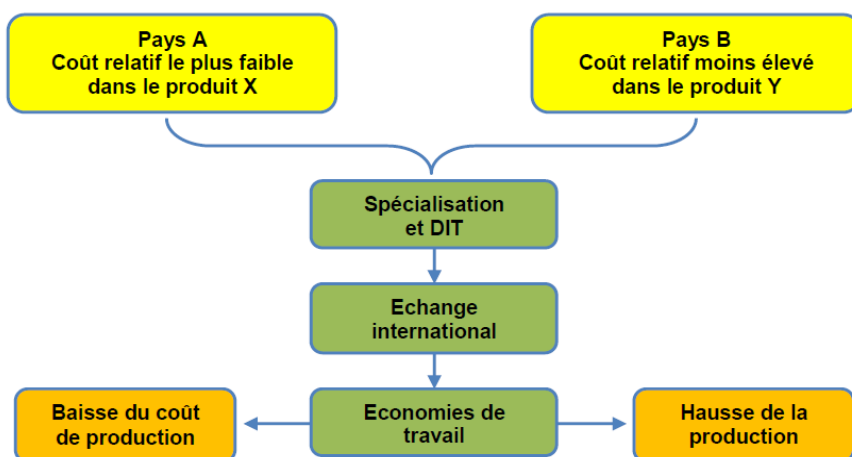 Pays A
Coût relatif le plus faible
dans le produit X
Pays B
Coût relatif moins élevé
dans le produit Y
Spécialisation
et DIT
Echange
international
Baisse du coût
de production
Economies de
travail
Hausse de la
production